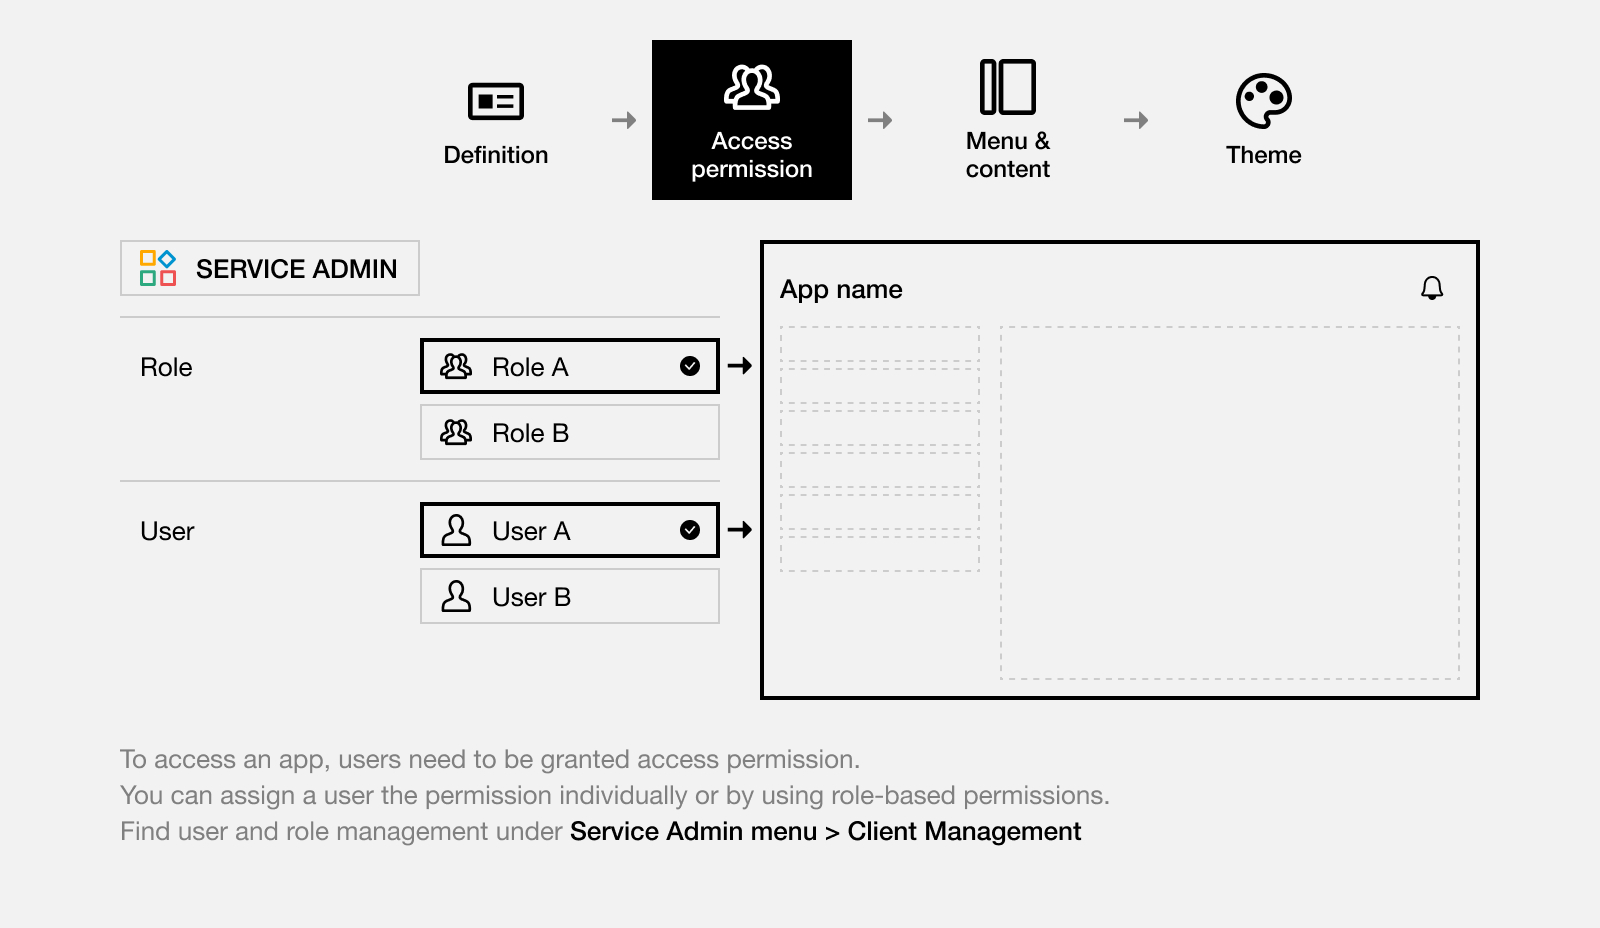 Definition
Access
permission
Menu &
content
Theme
SERVICE ADMIN
App name
Role
Role A
Role B
User
User A
User B
To access an app, users need to be granted access permission.
You can assign a user the permission individually or by using role-based permissions.
Find user and role management under Service Admin menu > Client Management